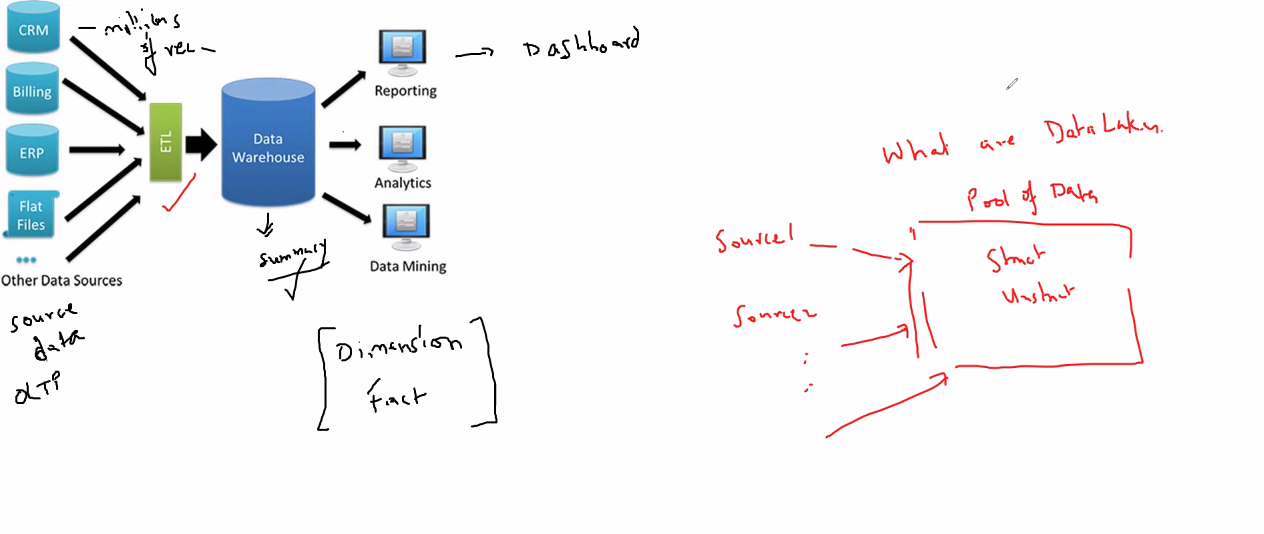 CRM
– millions
of rec –
Billing
ERP
Flat
Files
Other Data Sources
source
data
OLTP
ETL
Data
Warehouse
summary
Dimension
Fact
Reporting
Dashboard
Analytics
Data Mining
What are Data Lakes.
Pool of Data
Source1
Source2
Struct
Unstruct